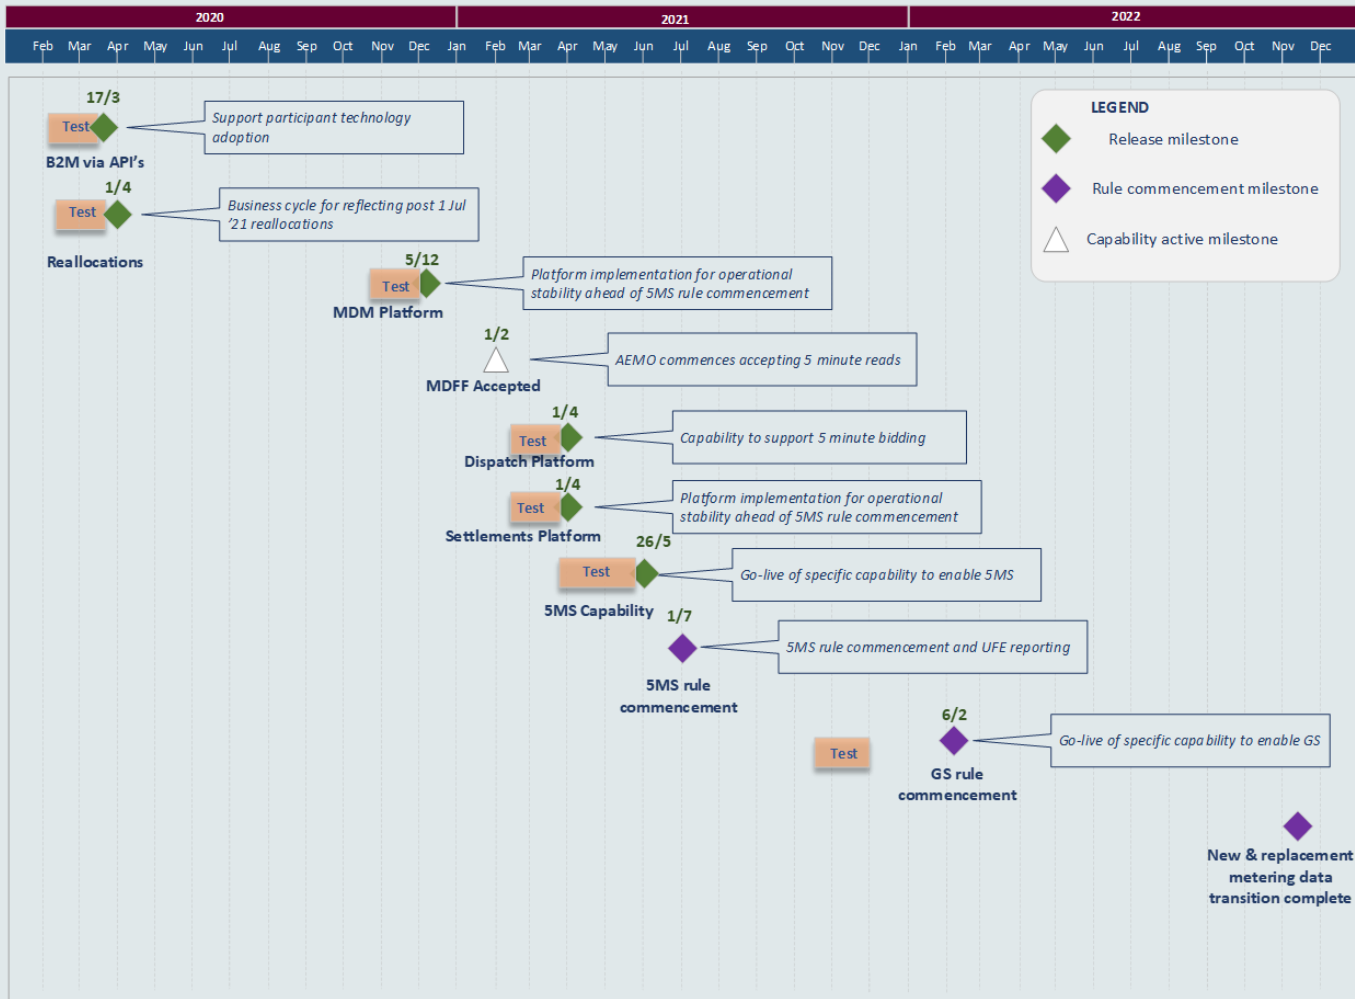 2020
2021
2022
Feb Mar Apr May Jun Jul Aug Sep Oct Nov Dec Jan Feb Mar Apr May Jun Jul Aug Sep Oct Nov Dec Jan Feb Mar Apr May Jun Jul Aug Sep Oct Nov Dec
LEGEND
Release milestone
Rule commencement milestone
Capability active milestone
17/3
Test
B2M via API's
Support participant technology
adoption
1/4
Test
Reallocations
Business cycle for reflecting post 1 Jul
'21 reallocations
5/12
Test
MDM Platform
Platform implementation for operational
stability ahead of 5MS rule commencement
1/2
MDFF Accepted
AEMO commences accepting 5 minute reads
1/4
Test
Dispatch Platform
Capability to support 5 minute bidding
1/4
Test
Settlements Platform
Platform implementation for operational
stability ahead of 5MS rule commencement
26/5
Test
5MS Capability
Go-live of specific capability to enable 5MS
1/7
5MS rule
commencement
5MS rule commencement and UFE reporting
Test
6/2
GS rule
commencement
Go-live of specific capability to enable GS
New & replacement
metering data
transition complete